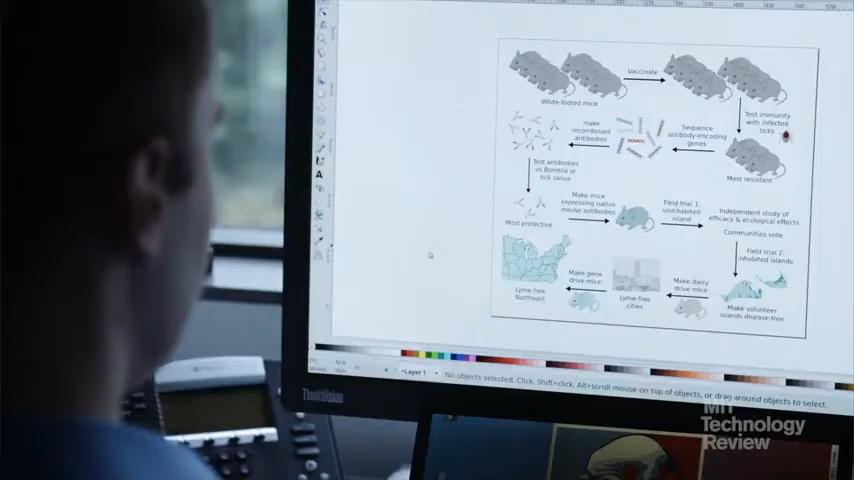 Vaccinate
White-footed mice
Test immunity
with infected
ticks
make
recombinant
antibodies
Sequence
antibody-encoding
genes
Most resistant
Test antibodies
vs Borrelia or
tick saliva
Most protective
Make mice
expressing native
mouse antibodies
Field trial 1:
uninhabited
island
Independent study of
efficacy & ecological effects
Communities vote
Field trial 2:
inhabited islands
Make volunteer
islands disease-free
Make daisy
drive mice
Lyme-free
cities
Make gene
drive mice
Lyme-free
Northeast
Layer 1
No objects selected. Click, Shift+click, Alt+scroll mouse on top of objects, or drag around objects to select.
ThinkVision
MIT
Technology
Review